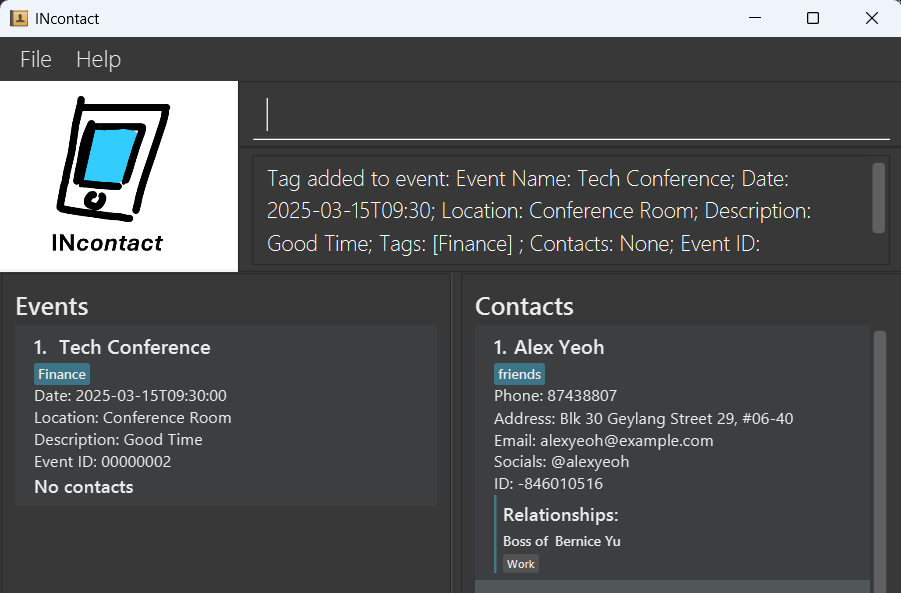 INcontact
File Help
INcontact
Tag added to event: Event Name: Tech Conference; Date:
2025-03-15T09:30; Location: Conference Room; Description:
Good Time; Tags: [Finance] ; Contacts: None; Event ID:
Events
1. Tech Conference
Finance
Date: 2025-03-15T09:30:00
Location: Conference Room
Description: Good Time
Event ID: 00000002
No contacts
Contacts
1. Alex Yeoh
friends
Phone: 87438807
Address: Blk 30 Geylang Street 29, #06-40
Email: alexyeoh@example.com
Socials: @alexyeoh
ID: -846010516
Relationships:
Boss of Bernice Yu
Work